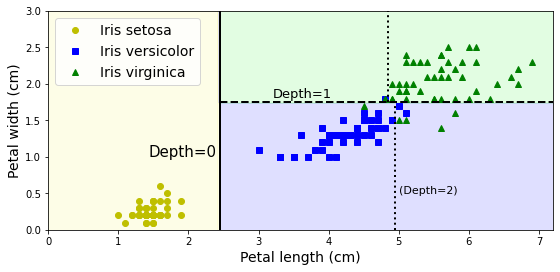 3.0
2.5
2.0
1.5
1.0
0.5
0.0
Petal width (cm)
Iris setosa
Iris versicolor
Iris virginica
Depth=1
Depth=0
(Depth=2)
0 1 2 3 4 5 6 7
Petal length (cm)